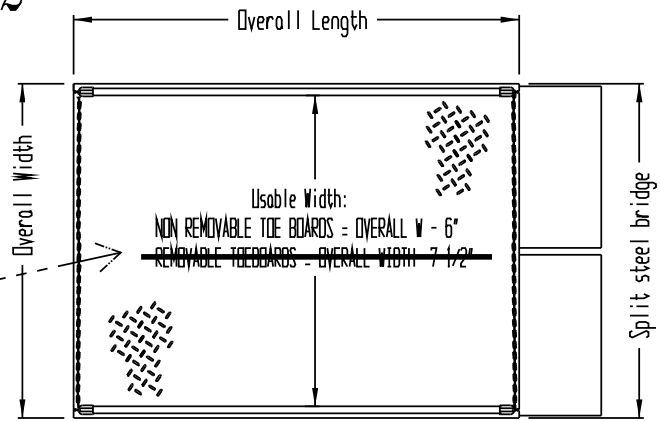 Overall Length
Overall Width
Usable Width:
NON REMOVABLE TOE BOARDS = OVERALL W - 6"
REMOVABLE TOEBOARDS - OVERALL WIDTH 7 1/2"
Split steel bridge